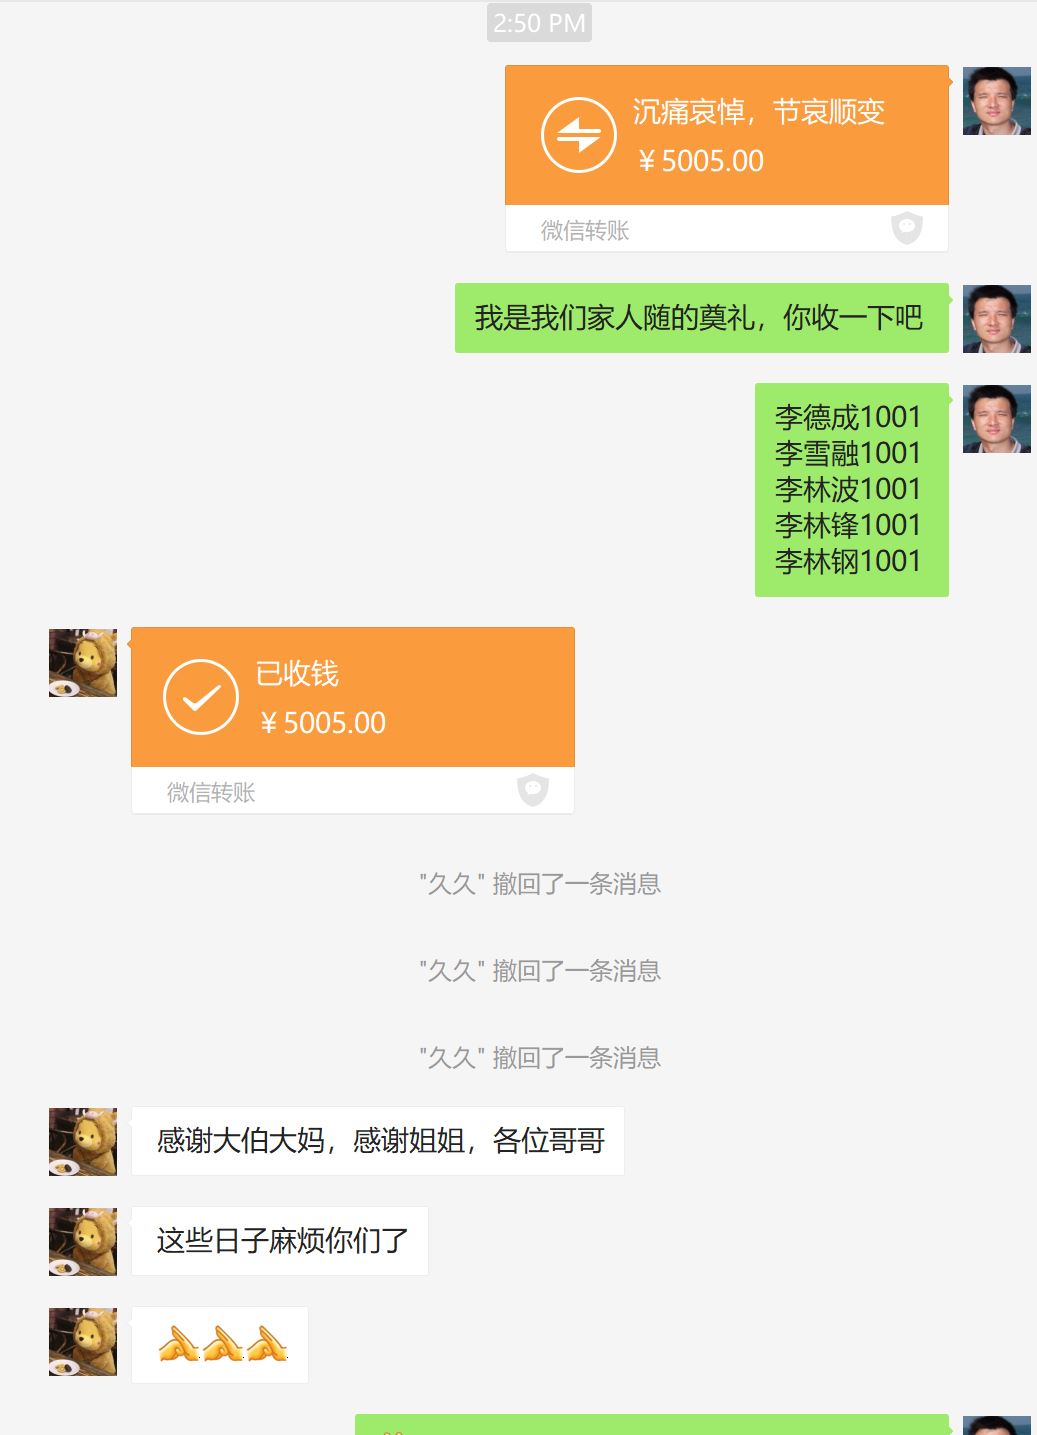 2:50 PM
沉痛哀悼，节哀顺变
￥5005.00
微信转账
我是我们家人随的奠礼，你收一下吧
李德成1001
李雪融1001
李林波1001
李林锋1001
李林钢1001
已收钱
￥5005.00
微信转账
"久久" 撤回了一条消息
"久久" 撤回了一条消息
"久久" 撤回了一条消息
感谢大伯大妈，感谢姐姐，各位哥哥
这些日子麻烦你们了